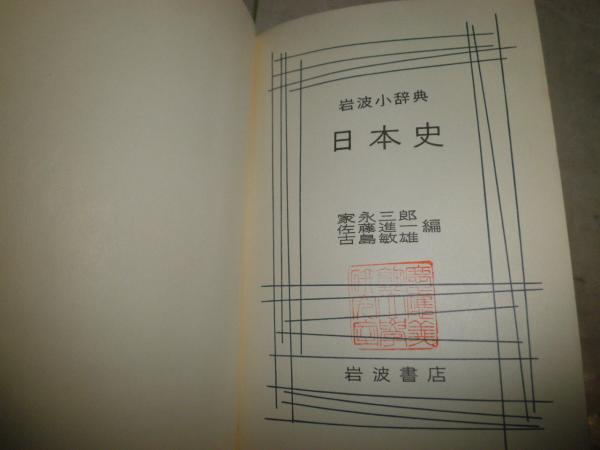 岩波小辞典
日本史
家永三郎
佐藤進一編
古島敏雄
岩波書店